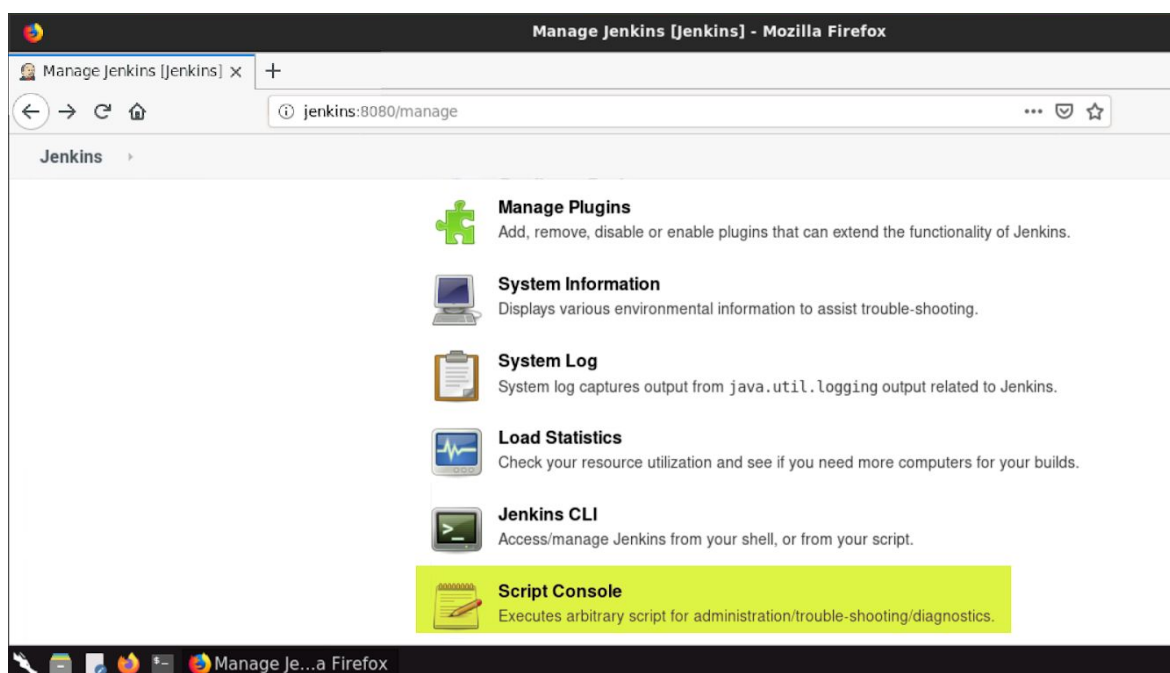 Manage Jenkins [Jenkins] - Mozilla Firefox
Manage Jenkins [Jenkins]
jenkins:8080/manage
Jenkins
Manage Plugins
Add, remove, disable or enable plugins that can extend the functionality of Jenkins.
System Information
Displays various environmental information to assist trouble-shooting.
System Log
System log captures output from java.util.logging output related to Jenkins.
Load Statistics
Check your resource utilization and see if you need more computers for your builds.
Jenkins CLI
Access/manage Jenkins from your shell, or from your script.
Script Console
Executes arbitrary script for administration/trouble-shooting/diagnostics.
Manage Je...a Firefox